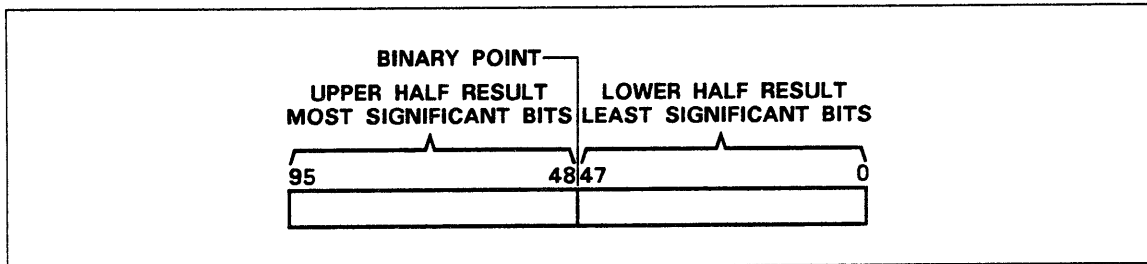 BINARY POINT
UPPER HALF RESULT LOWER HALF RESULT
MOST SIGNIFICANT BITS LEAST SIGNIFICANT BITS
95 48 47 0